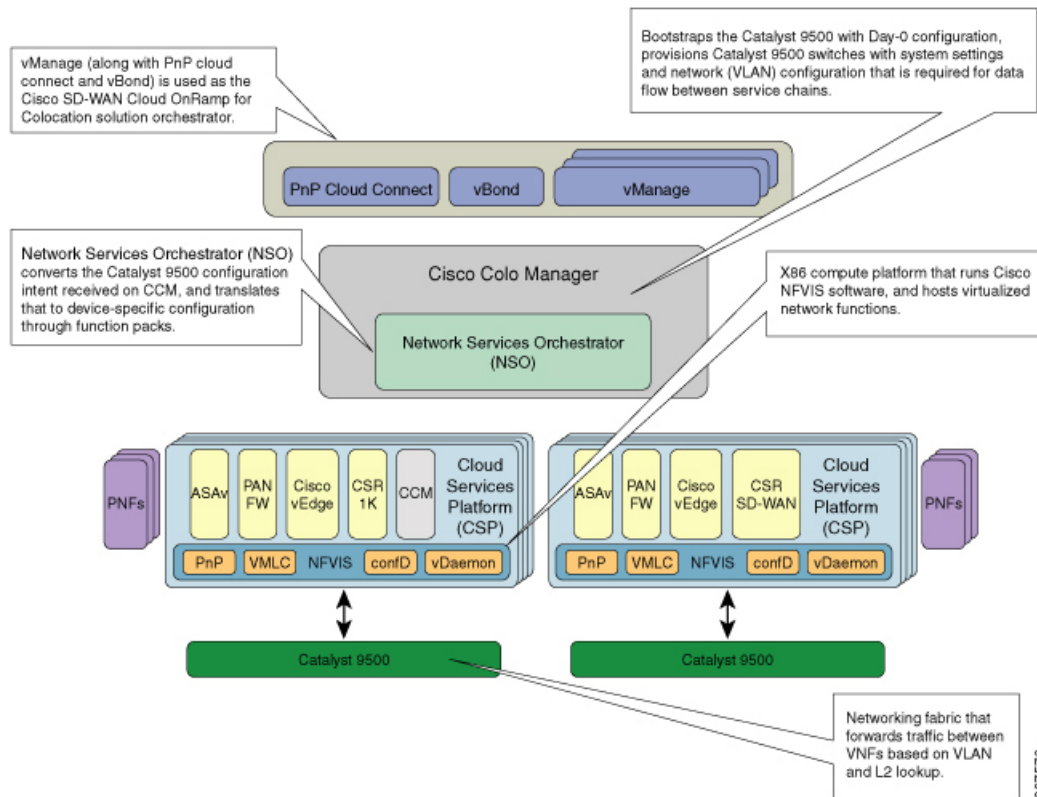 vManage (along with PnP cloud
connect and vBond) is used as the
Cisco SD-WAN Cloud OnRamp for
Colocation solution orchestrator.
Bootstraps the Catalyst 9500 with Day-0 configuration,
provisions Catalyst 9500 switches with system settings
and network (VLAN) configuration that is required for data
flow between service chains.
PnP Cloud Connect
vBond
vManage
Network Services Orchestrator (NSO)
converts the Catalyst 9500 configuration
intent received on CCM, and translates
that to device-specific configuration
through function packs.
Cisco Colo Manager
Network Services Orchestrator
(NSO)
X86 compute platform that runs Cisco
NFVIS software, and hosts virtualized
network functions.
PNFs
ASAv
PAN
FW
Cisco
vEdge
CSR
1K
CCM
Cloud
Services
Platform
(CSP)
PnP
VMLC
NFVIS
confD
vDaemon
ASAv
PAN
FW
Cisco
vEdge
CSR
SD-WAN
Cloud
Services
Platform
(CSP)
PnP
VMLC
NFVIS
confD
vDaemon
PNFs
Catalyst 9500
Catalyst 9500
Networking fabric that
forwards traffic between
VNFs based on VLAN
and L2 lookup.